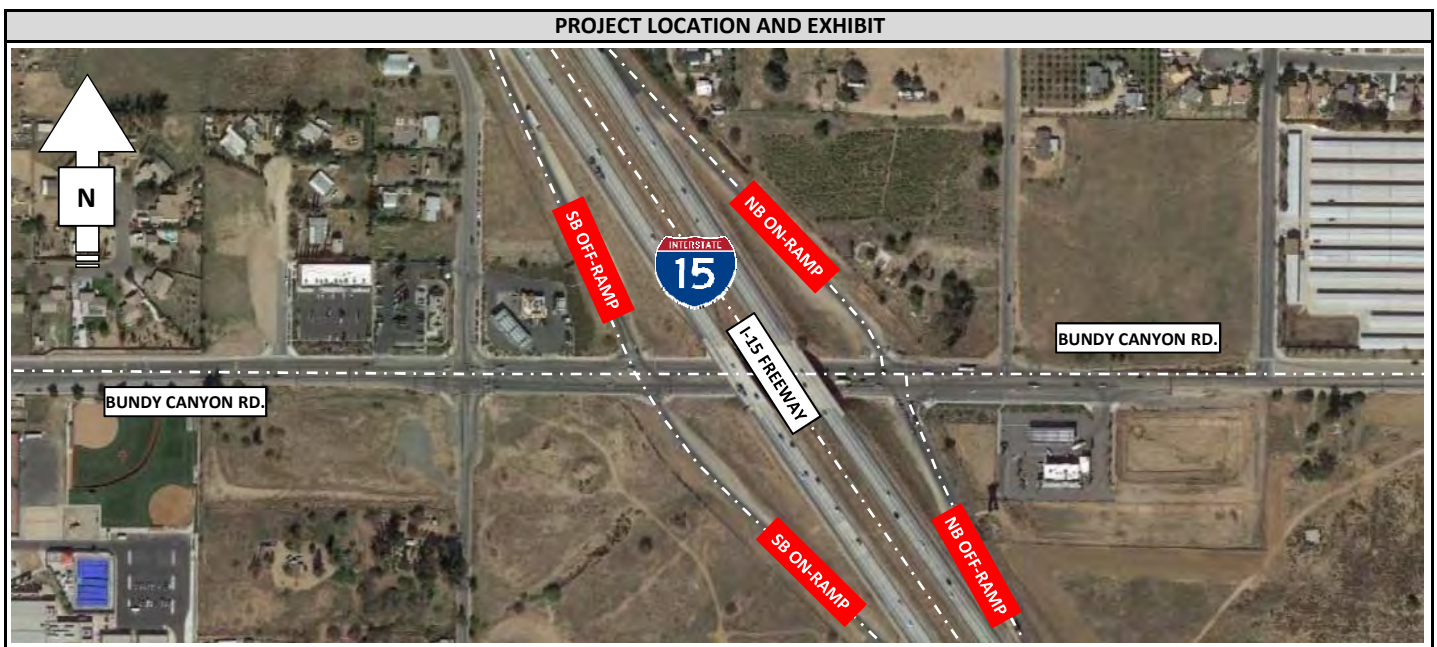 PROJECT LOCATION AND EXHIBIT
N
SB OFF-RAMP
NB ON-RAMP
INTERSTATE
15
I-15 FREEWAY
BUNDY CANYON RD.
BUNDY CANYON RD.
SB ON-RAMP
NB OFF-RAMP